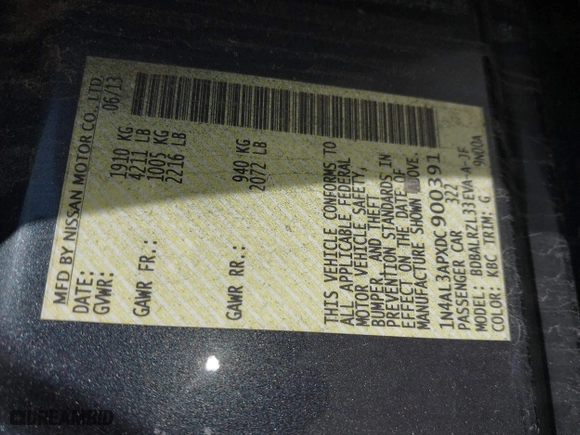 MFD BY NISSAN MOTOR CO., LTD
DATE: 06/13
GVWR: 1910 KG
4211 LB
GAWR FR.: 1005 KG
2216 LB
GAWR RR.: 940 KG
2072 LB
THIS VEHICLE CONFORMS TO
ALL APPLICABLE FEDERAL
MOTOR VEHICLE SAFETY,
BUMPER, AND THEFT
PREVENTION STANDARDS IN
EFFECT ON THE DATE OF
MANUFACTURE SHOWN ABOVE.
1N4AL3APXDC900391
PASSENGER CAR 322
MODEL: BDBALRZL33EVA-A-JF
COLOR: KBC TRIM: G 9N00A
DREAMBID